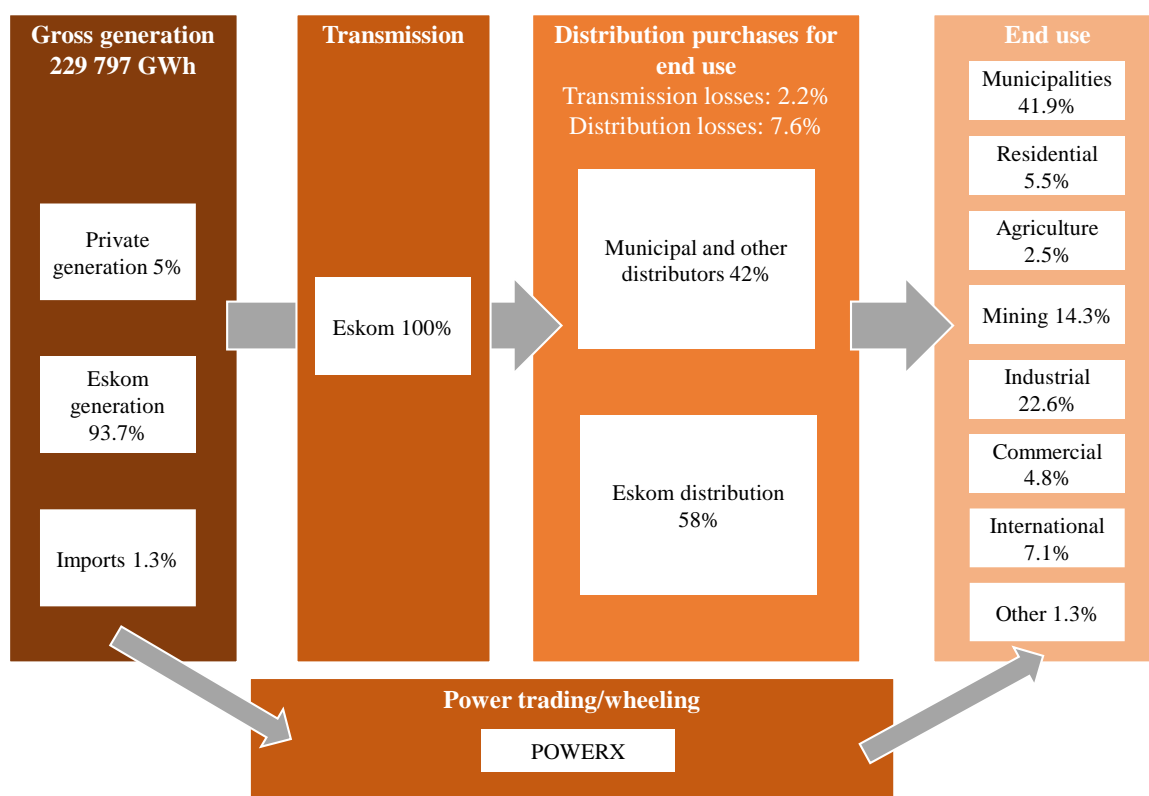 Gross generation
229 797 GWh
Private
generation 5%
Eskom
generation
93.7%
Imports 1.3%
Transmission
Eskom 100%
Distribution purchases for
end use
Transmission losses: 2.2%
Distribution losses: 7.6%
Municipal and other
distributors 42%
Eskom distribution
58%
End use
Municipalities
41.9%
Residential
5.5%
Agriculture
2.5%
Mining 14.3%
Industrial
22.6%
Commercial
4.8%
International
7.1%
Other 1.3%
Power trading/wheeling
POWERX